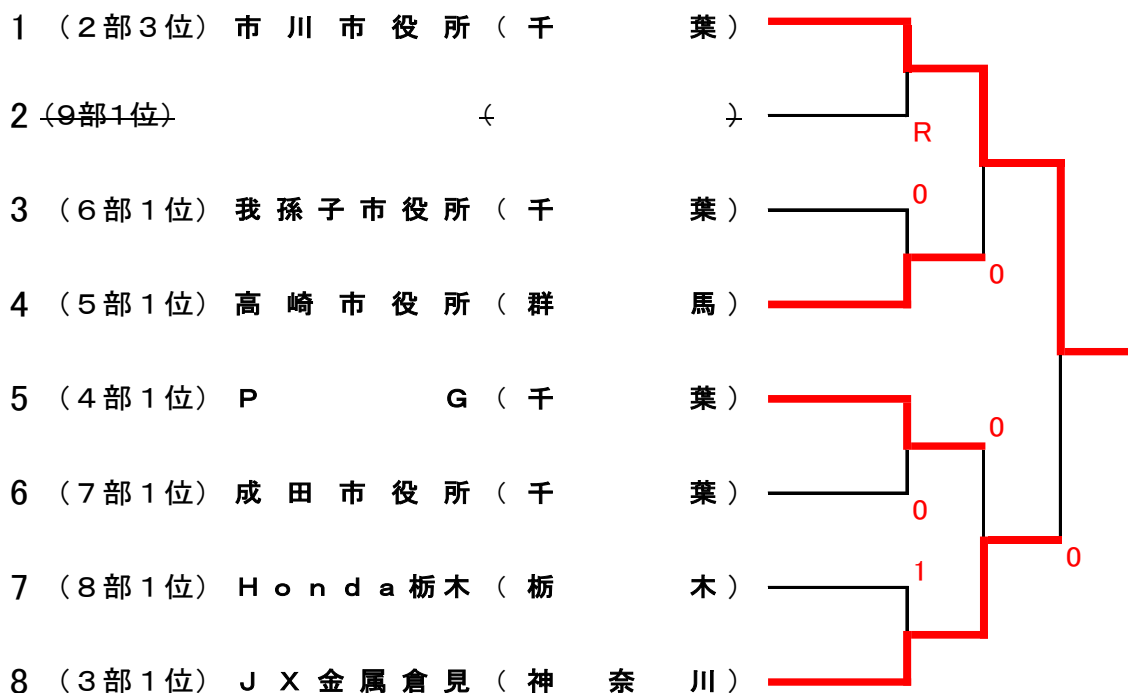 1 （2部3位） 市川市役所（千 葉）
2 （9部1位） （ ）
R
3 （6部1位） 我孫子市役所（千 葉）
0
0
4 （5部1位） 高崎市役所（群 馬）
5 （4部1位） P G（千 葉）
0
6 （7部1位） 成田市役所（千 葉）
0
7 （8部1位） Honda栃木（栃 木）
1
0
8 （3部1位） JX金属倉見（神 奈 川）